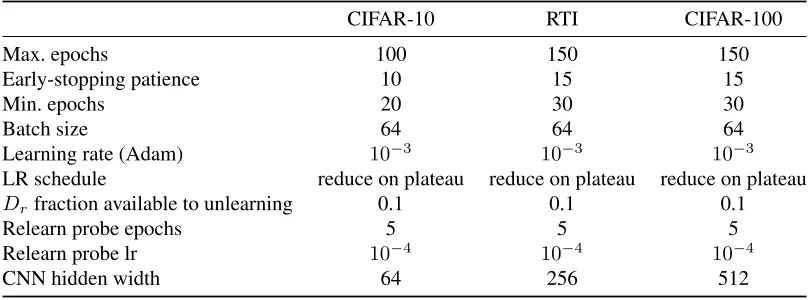 CIFAR-10 RTI CIFAR-100
Max. epochs 100 150 150
Early-stopping patience 10 15 15
Min. epochs 20 30 30
Batch size 64 64 64
Learning rate (Adam) 10⁻³ 10⁻³ 10⁻³
LR schedule reduce on plateau reduce on plateau reduce on plateau
Dᵣ fraction available to unlearning 0.1 0.1 0.1
Relearn probe epochs 5 5 5
Relearn probe lr 10⁻⁴ 10⁻⁴ 10⁻⁴
CNN hidden width 64 256 512